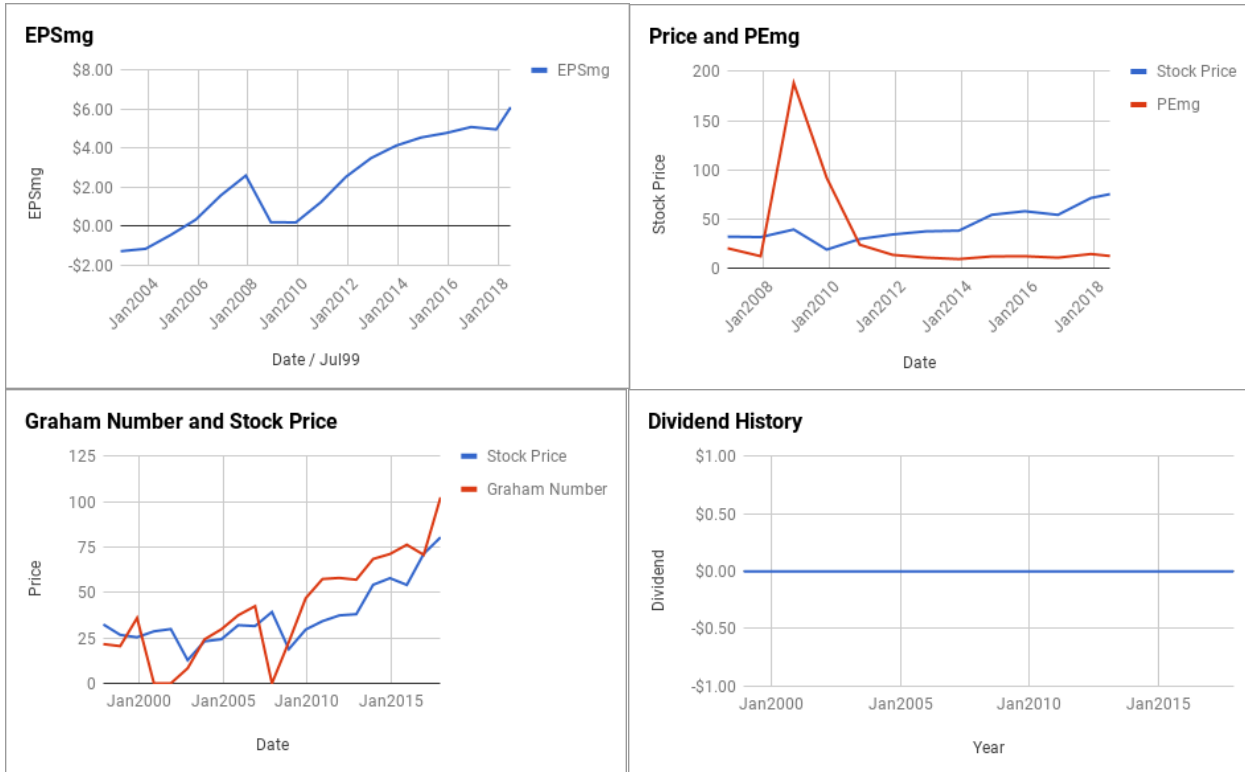 EPSmg
EPSmg
$8.00
$6.00
$4.00
$2.00
$0.00
-$2.00
EPSmg
Jan2004
Jan2006
Jan2008
Jan2010
Jan2012
Jan2014
Jan2016
Jan2018
Date / Jul99
Price and PEmg
Stock Price
PEmg
200
150
100
50
0
Stock Price
Jan2008
Jan2010
Jan2012
Jan2014
Jan2016
Jan2018
Date
Graham Number and Stock Price
Stock Price
Graham Number
125
100
75
50
25
0
Price
Jan2000
Jan2005
Jan2010
Jan2015
Date
Dividend History
$1.00
$0.50
$0.00
-$0.50
-$1.00
Dividend
Jan2000
Jan2005
Jan2010
Jan2015
Year